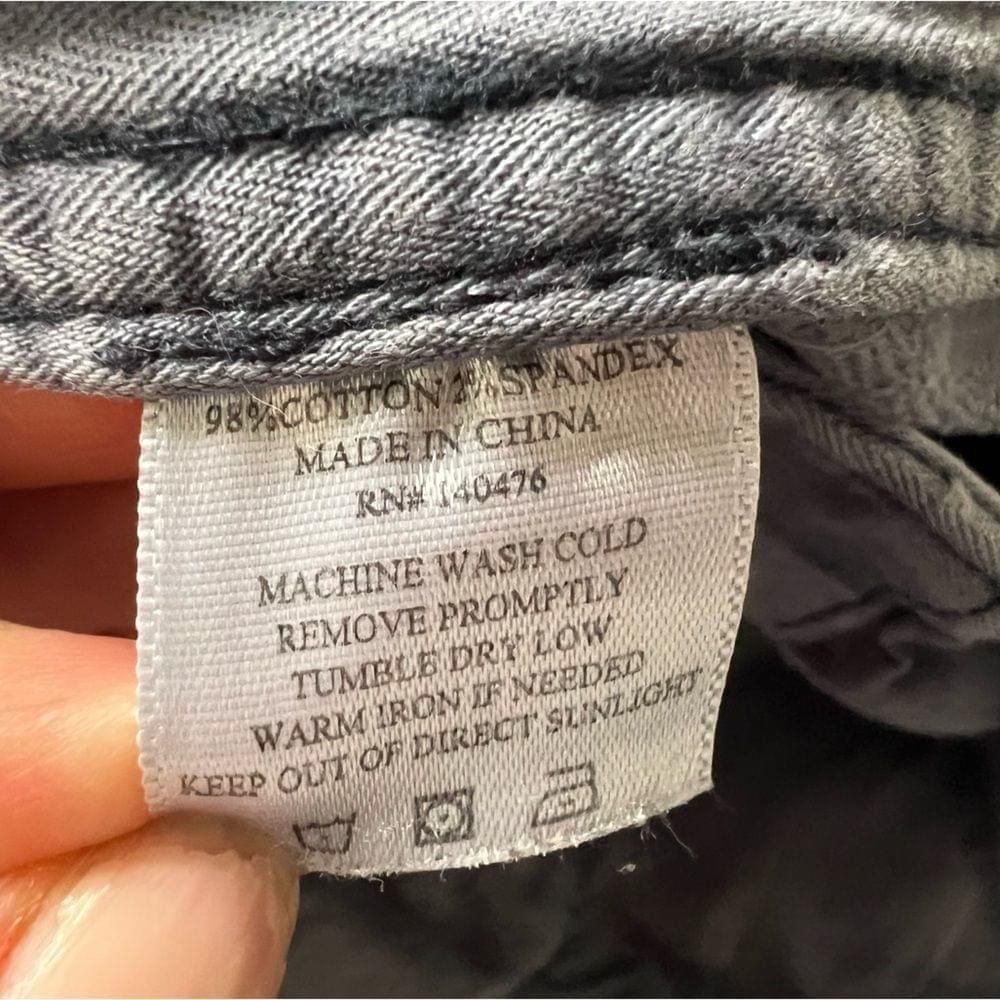 98%COTTON 2%SPANDEX
MADE IN CHINA
RN# 140476
MACHINE WASH COLD
REMOVE PROMPTLY
TUMBLE DRY LOW
WARM IRON IF NEEDED
KEEP OUT OF DIRECT SUNLIGHT